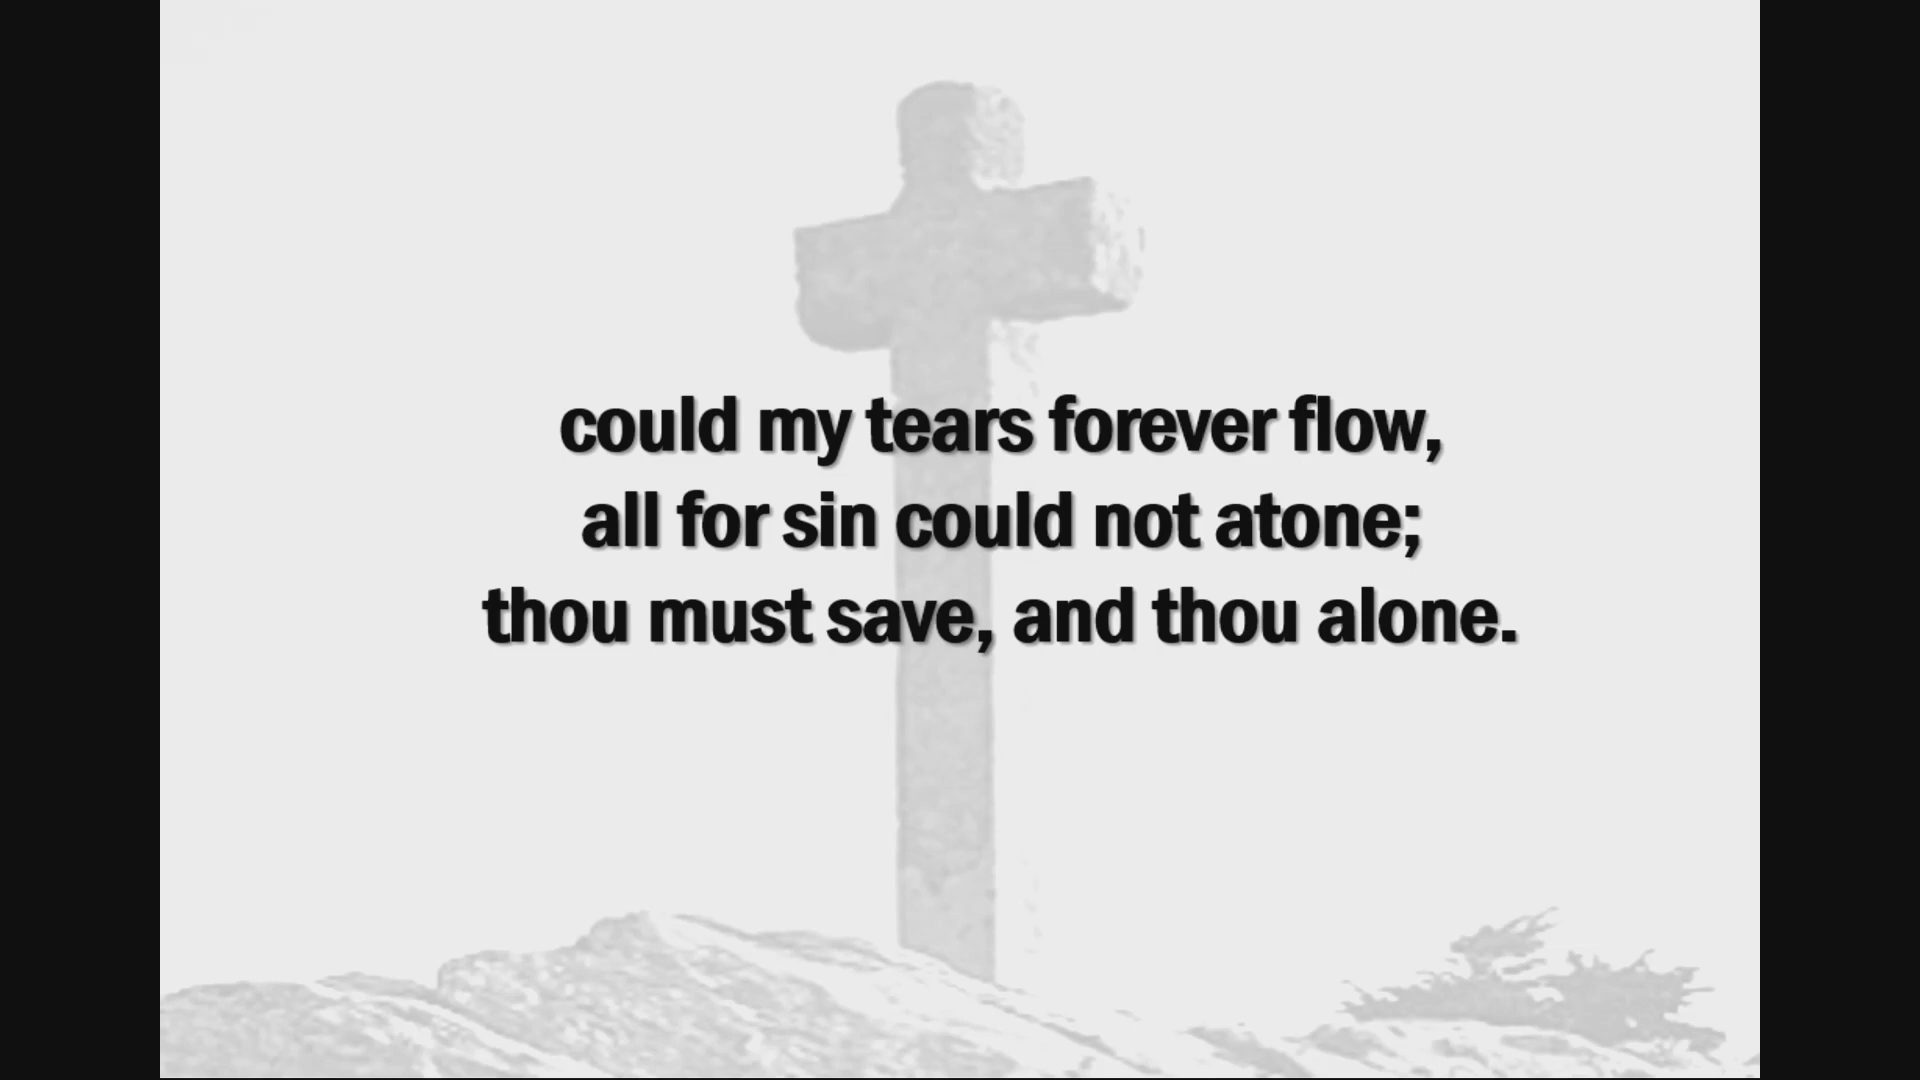 could my tears forever flow,
all for sin could not atone;
thou must save, and thou alone.